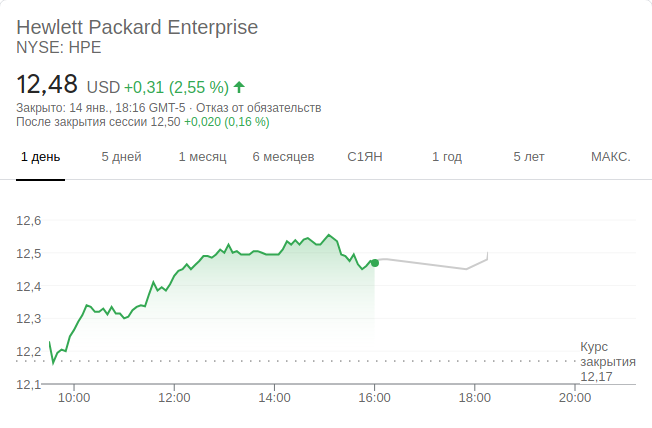 Hewlett Packard Enterprise
NYSE: HPE
12,48 USD +0,31 (2,55 %)
Закрыто: 14 янв., 18:16 GMT-5 · Отказ от обязательств
После закрытия сессии 12,50 +0,020 (0,16 %)
1 день 5 дней 1 месяц 6 месяцев С1ЯН 1 год 5 лет МАКС.
12,6
12,5
12,4
12,3
12,2
Курс
закрытия
12,17
12,1
10:00 12:00 14:00 16:00 18:00 20:00